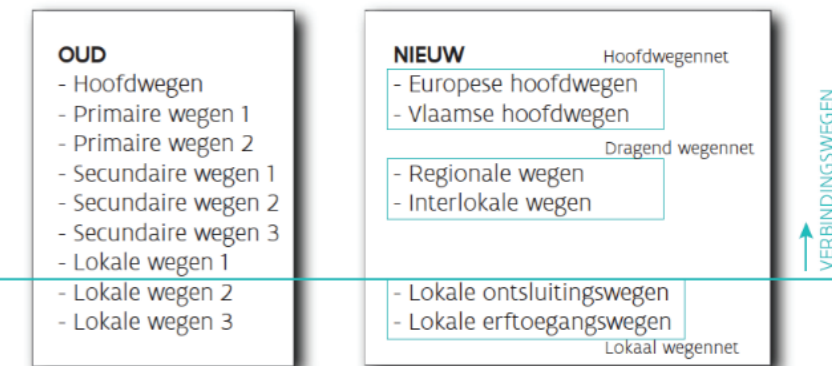 OUD
- Hoofdwegen
- Primaire wegen 1
- Primaire wegen 2
- Secundaire wegen 1
- Secundaire wegen 2
- Secundaire wegen 3
- Lokale wegen 1
- Lokale wegen 2
- Lokale wegen 3
NIEUW
Hoofdwegennet
- Europese hoofdwegen
- Vlaamse hoofdwegen
Dragend wegennet
- Regionale wegen
- Interlokale wegen
- Lokale ontsluitingswegen
- Lokale erftoegangswegen
Lokaal wegennet
VERBINDINGSWEGEN